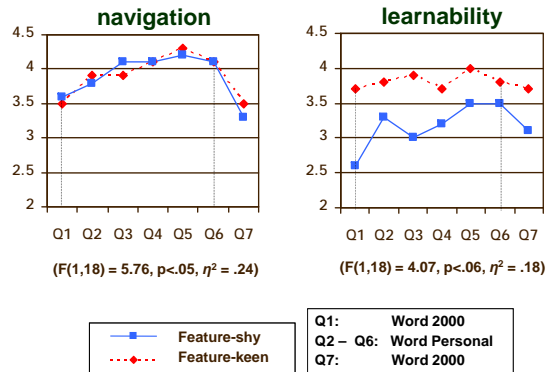 navigation
4.5
4
3.5
3
2.5
2
Q1 Q2 Q3 Q4 Q5 Q6 Q7
(F(1,18) = 5.76, p<.05, η² = .24)
learnability
4.5
4
3.5
3
2.5
2
Q1 Q2 Q3 Q4 Q5 Q6 Q7
(F(1,18) = 4.07, p<.06, η² = .18)
Feature-shy
Feature-keen
Q1: Word 2000
Q2 – Q6: Word Personal
Q7: Word 2000